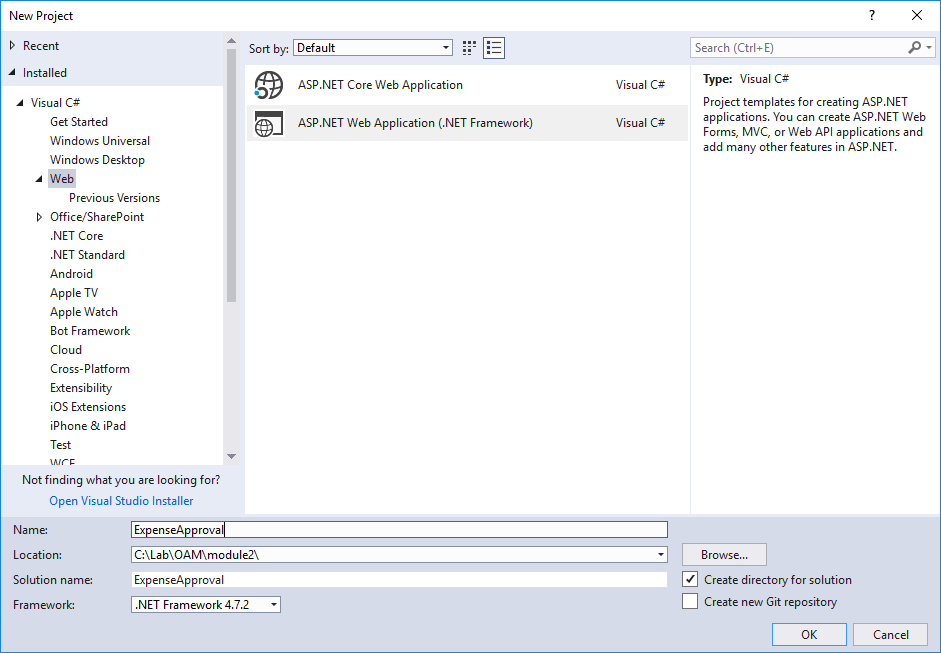 New Project
?
Recent
Installed
Visual C#
Get Started
Windows Universal
Windows Desktop
Web
Previous Versions
Office/SharePoint
.NET Core
.NET Standard
Android
Apple TV
Apple Watch
Bot Framework
Cloud
Cross-Platform
Extensibility
iOS Extensions
iPhone & iPad
Test
WCF
Not finding what you are looking for?
Open Visual Studio Installer
Sort by: Default
ASP.NET Core Web Application Visual C#
ASP.NET Web Application (.NET Framework) Visual C#
Search (Ctrl+E)
Type: Visual C#
Project templates for creating ASP.NET
applications. You can create ASP.NET Web
Forms, MVC, or Web API applications and
add many other features in ASP.NET.
Name: ExpenseApproval
Location: C:\Lab\OAM\module2\ Browse...
Solution name: ExpenseApproval Create directory for solution
Framework: .NET Framework 4.7.2 Create new Git repository
OK Cancel